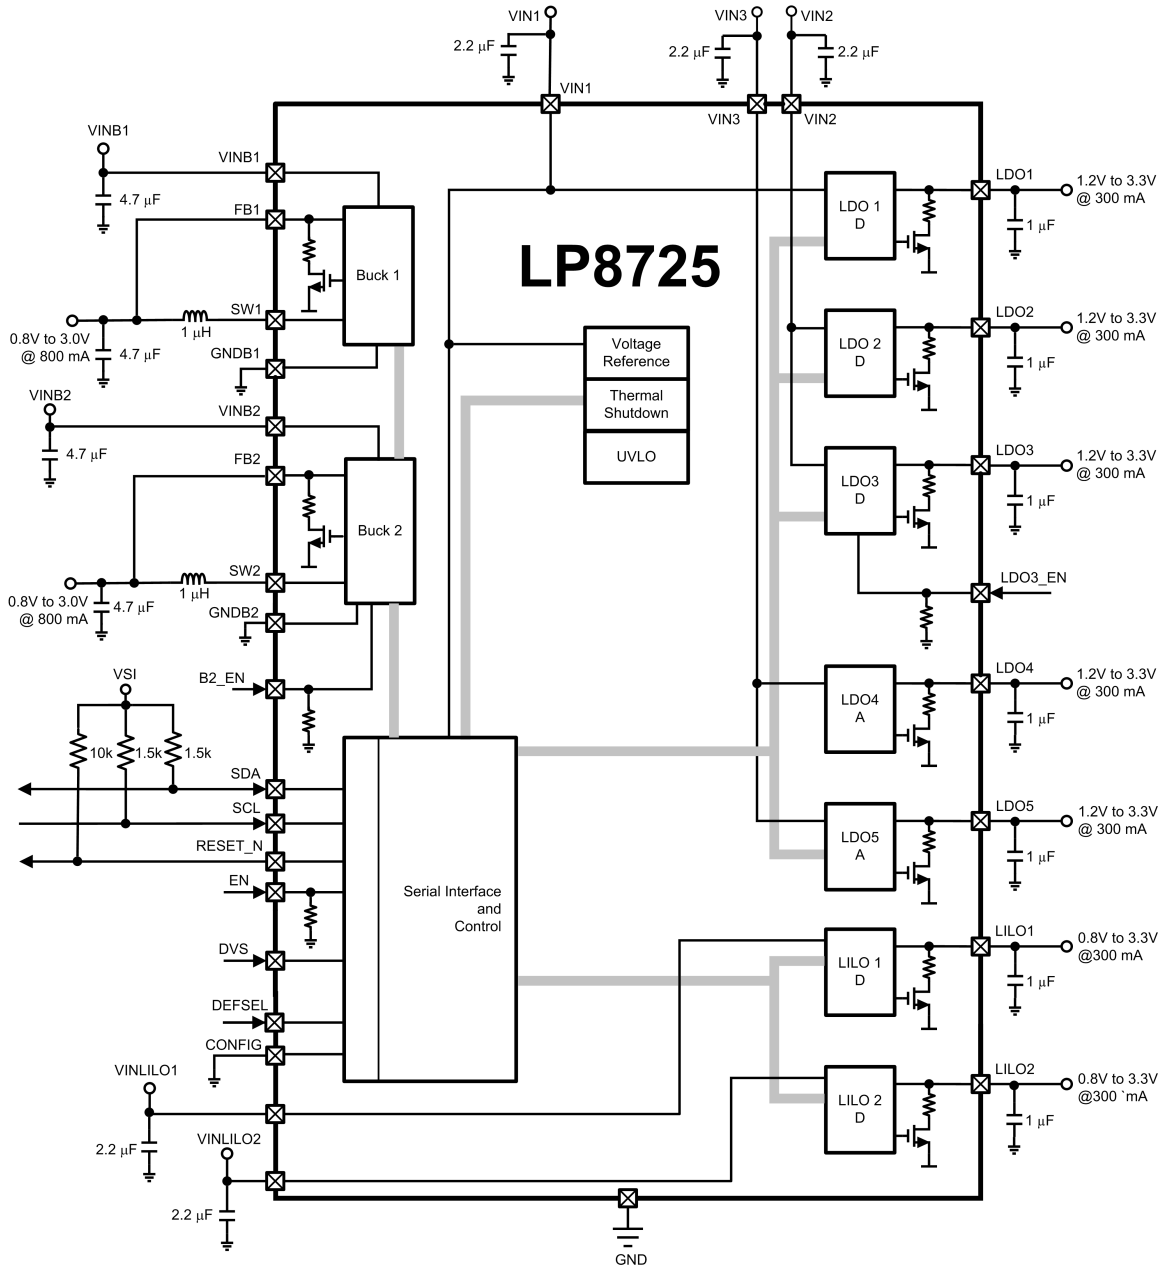 VIN1
VIN3
VIN2
2.2 μF
2.2 μF
2.2 μF
VIN1
VIN3
VIN2
VINB1
VINB1
4.7 μF
FB1
Buck 1
SW1
1 μH
0.8V to 3.0V
@ 800 mA
4.7 μF
GNDB1
VINB2
VINB2
4.7 μF
FB2
Buck 2
SW2
1 μH
0.8V to 3.0V
@ 800 mA
4.7 μF
GNDB2
B2_EN
VSI
10k
1.5k
1.5k
SDA
SCL
RESET_N
EN
DVS
DEFSEL
CONFIG
Serial Interface
and
Control
VINLILO1
2.2 μF
VINLILO2
2.2 μF
LP8725
Voltage
Reference
Thermal
Shutdown
UVLO
LDO 1
D
LDO1
1.2V to 3.3V
@ 300 mA
1 μF
LDO 2
D
LDO2
1.2V to 3.3V
@ 300 mA
1 μF
LDO3
D
LDO3
1.2V to 3.3V
@ 300 mA
1 μF
LDO3_EN
LDO4
A
LDO4
1.2V to 3.3V
@ 300 mA
1 μF
LDO5
A
LDO5
1.2V to 3.3V
@ 300 mA
1 μF
LILO 1
D
LILO1
0.8V to 3.3V
@300 mA
1 μF
LILO 2
D
LILO2
0.8V to 3.3V
@300 `mA
1 μF
GND